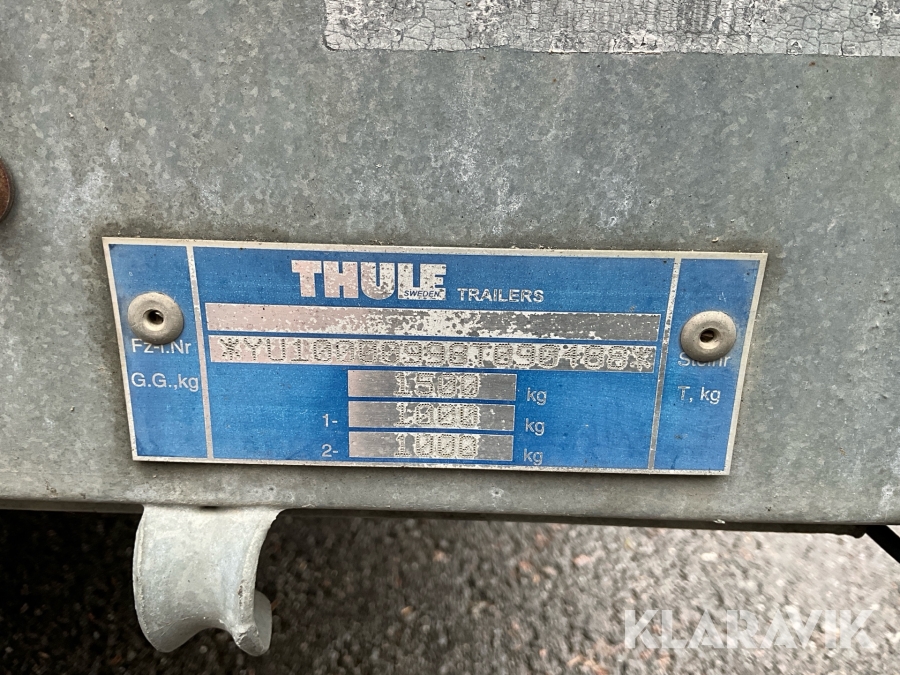 THULE
SWEDEN
TRAILERS
Fz-I.Nr
G.G.,kg 1500 kg T, kg
1- 1000 kg
2- 1000 kg
KLARAVIK